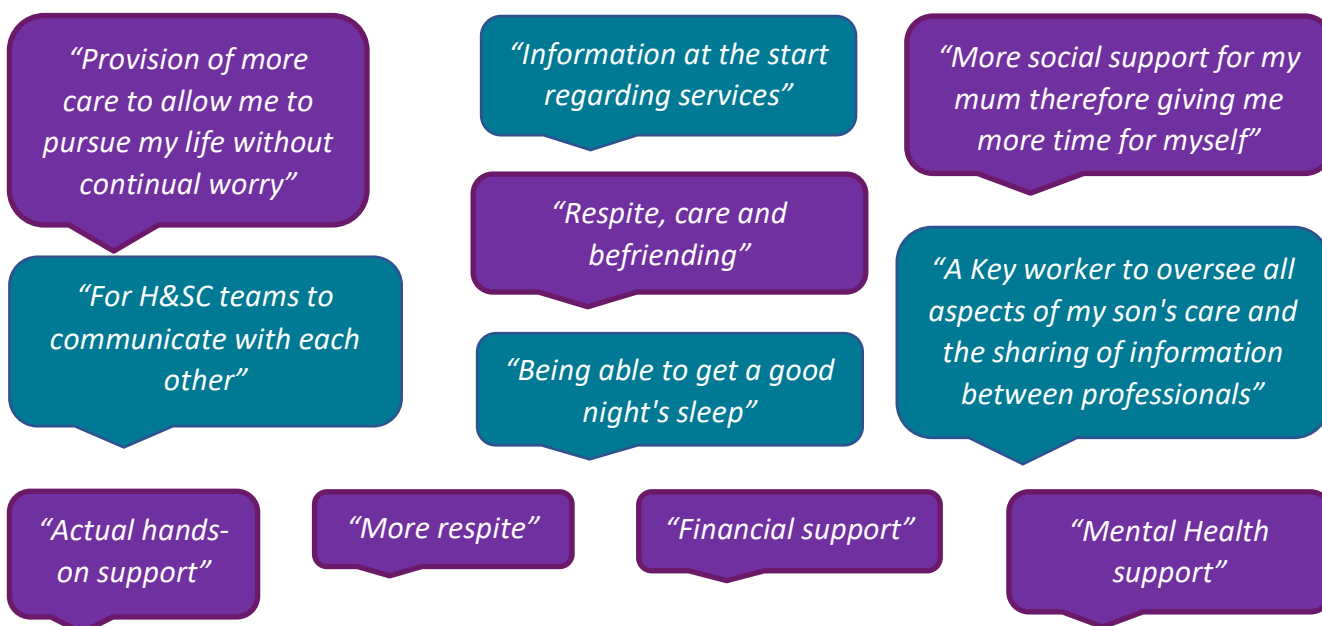 “Provision of more
care to allow me to
pursue my life without
continual worry”
“Information at the start
regarding services”
“More social support for my
mum therefore giving me
more time for myself”
“Respite, care and
befriending”
“For H&SC teams to
communicate with each
other”
“A Key worker to oversee all
aspects of my son's care and
the sharing of information
between professionals”
“Being able to get a good
night's sleep”
“Actual hands-
on support”
“More respite”
“Financial support”
“Mental Health
support”